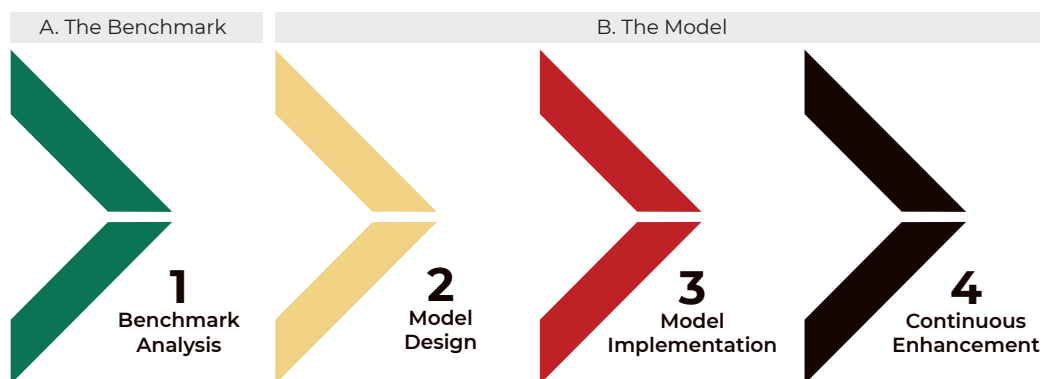 A. The Benchmark
B. The Model
1
Benchmark
Analysis
2
Model
Design
3
Model
Implementation
4
Continuous
Enhancement